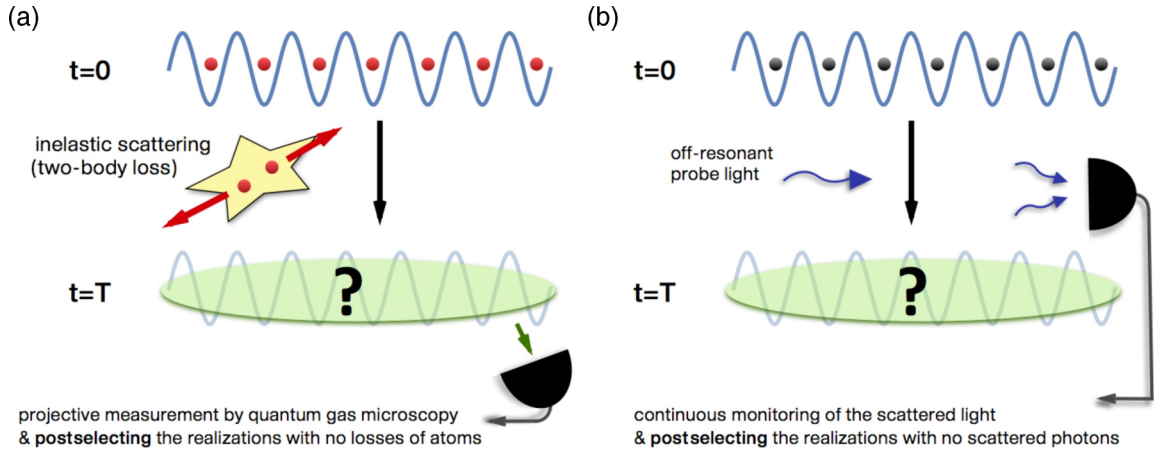 (a)
t=0
inelastic scattering
(two-body loss)
t=T
?
projective measurement by quantum gas microscopy
& postselecting the realizations with no losses of atoms
(b)
t=0
off-resonant
probe light
t=T
?
continuous monitoring of the scattered light
& postselecting the realizations with no scattered photons